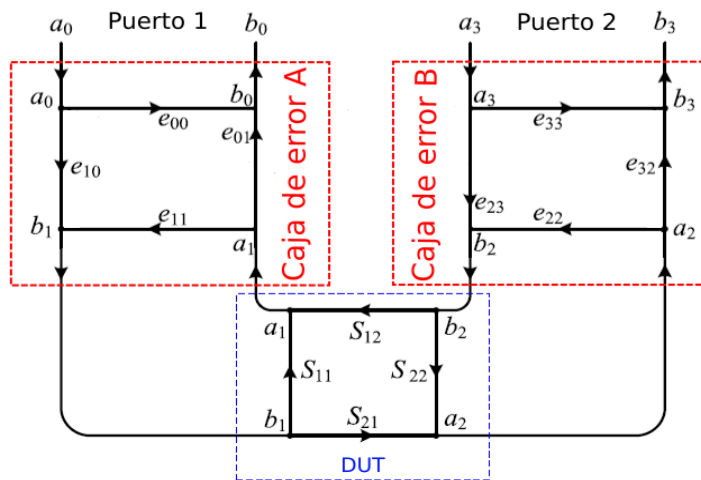 a₀ Puerto 1 b₀ a₃ Puerto 2 b₃
a₀ e₀₀ b₀
e₀₁
e₁₀
b₁ e₁₁ a₁
Caja de error A
Caja de error B
a₃ e₃₃ b₃
e₃₂
e₂₃ e₂₂
b₂ a₂
a₁ S₁₂ b₂
S₁₁ S₂₂
b₁ S₂₁ a₂
DUT